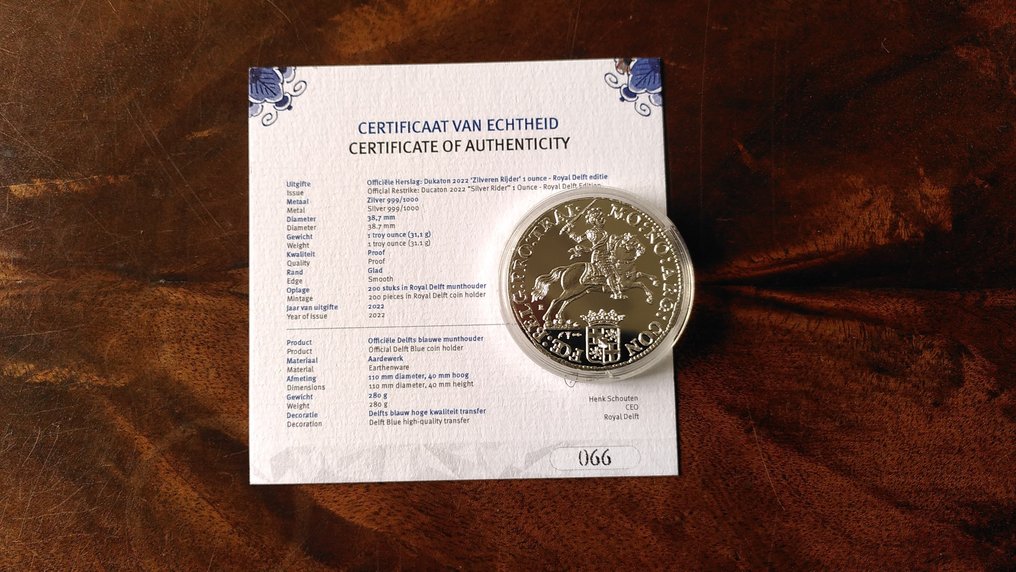 CERTIFICAAT VAN ECHTHEID
CERTIFICATE OF AUTHENTICITY
Uitgifte Officiële Herslag: Dukaton 2022 'Zilveren Rijder' 1 ounce - Royal Delft editie
Issue Official Restrike: Ducaton 2022 "Silver Rider" 1 Ounce - Royal Delft Edition
Metaal Zilver 999/1000
Metal Silver 999/1000
Diameter 38,7 mm
Diameter 38.7 mm
Gewicht 1 troy ounce (31,1 g)
Weight 1 troy ounce (31,1 g)
Kwaliteit Proof
Quality Proof
Rand Glad
Edge Smooth
Oplage 200 stuks in Royal Delft munthouder
Mintage 200 pieces in Royal Delft coin holder
Jaar van uitgifte 2022
Year of Issue 2022
Product Officiële Delfts blauwe munthouder
Product Official Delft Blue coin holder
Materiaal Aardewerk
Material Earthenware
Afmeting 110 mm diameter, 40 mm hoog
Dimensions 110 mm diameter, 40 mm height
Gewicht 280 g
Weight 280 g
Decoratie Delfts blauw hoge kwaliteit transfer
Decoration Delft Blue high-quality transfer
Henk Schouten
CEO
Royal Delft
066
MO:NO:ARG: CON
FOE: BELG: